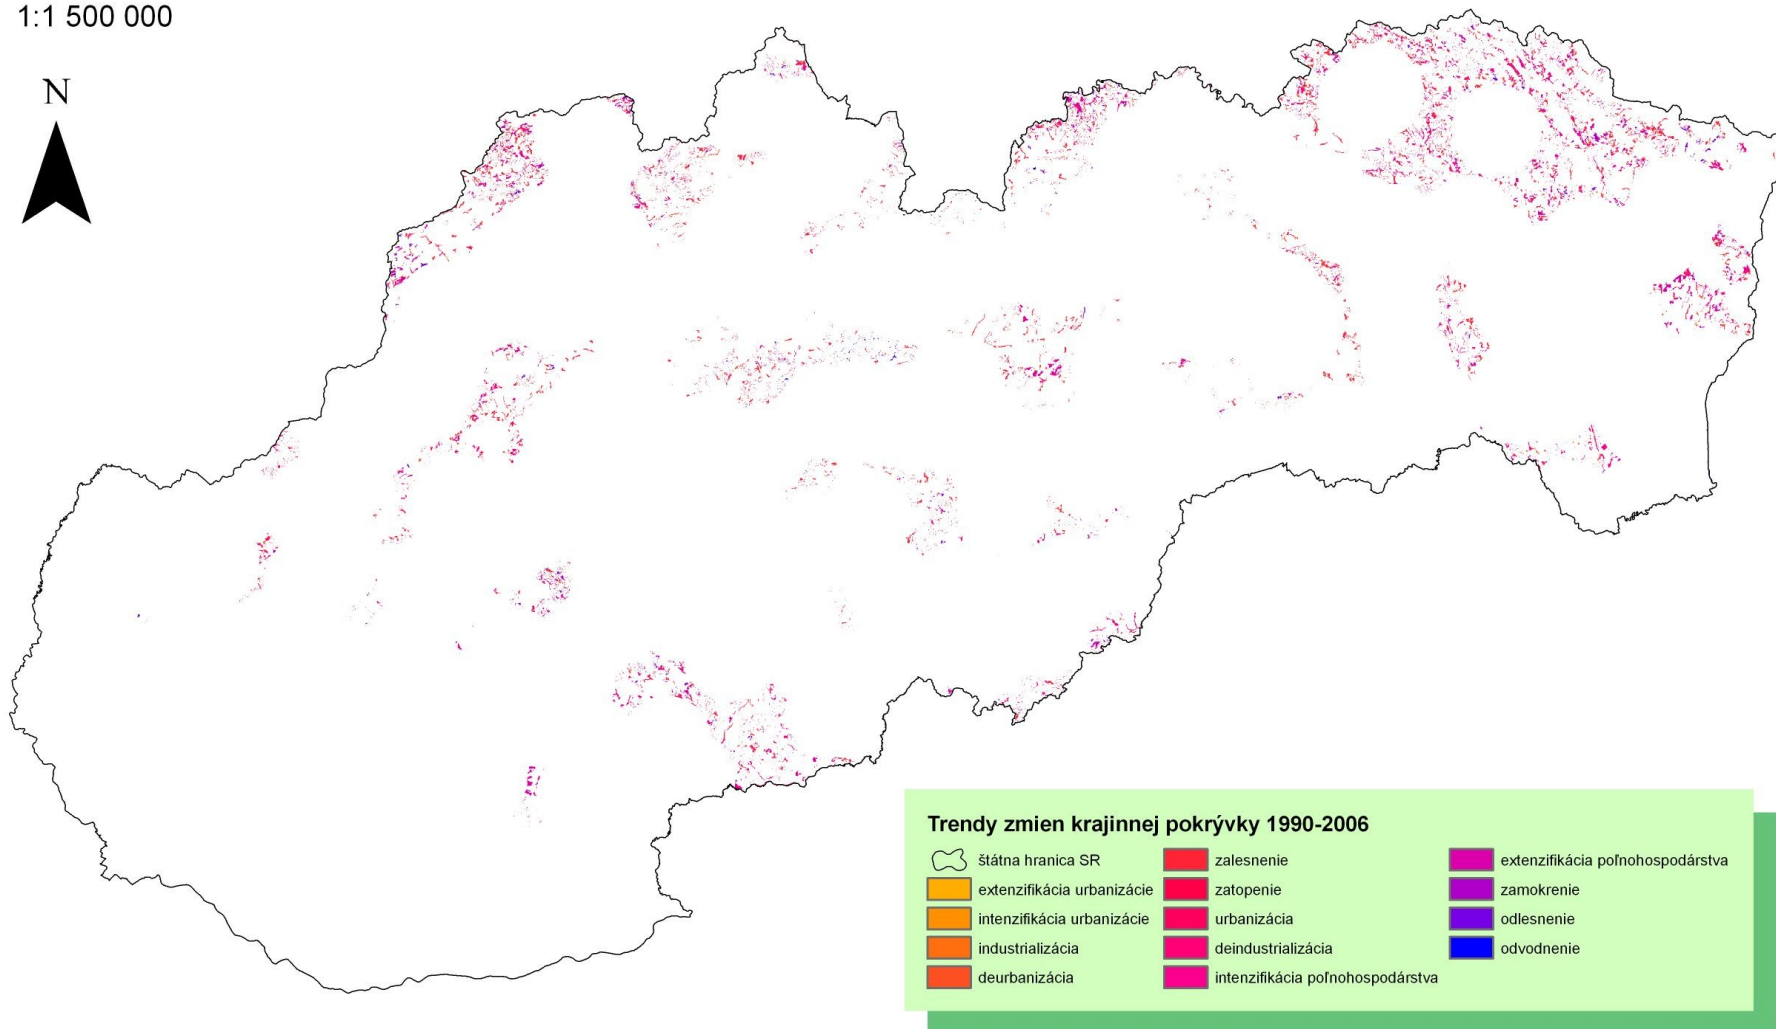 1:1 500 000
N
Trendy zmien krajinnej pokrývky 1990-2006
štátna hranica SR
extenzifikácia urbanizácie
intenzifikácia urbanizácie
industrializácia
deurbanizácia
zalesnenie
zatopenie
urbanizácia
deindustrializácia
intenzifikácia poľnohospodárstva
extenzifikácia poľnohospodárstva
zamokrenie
odlesnenie
odvodnenie